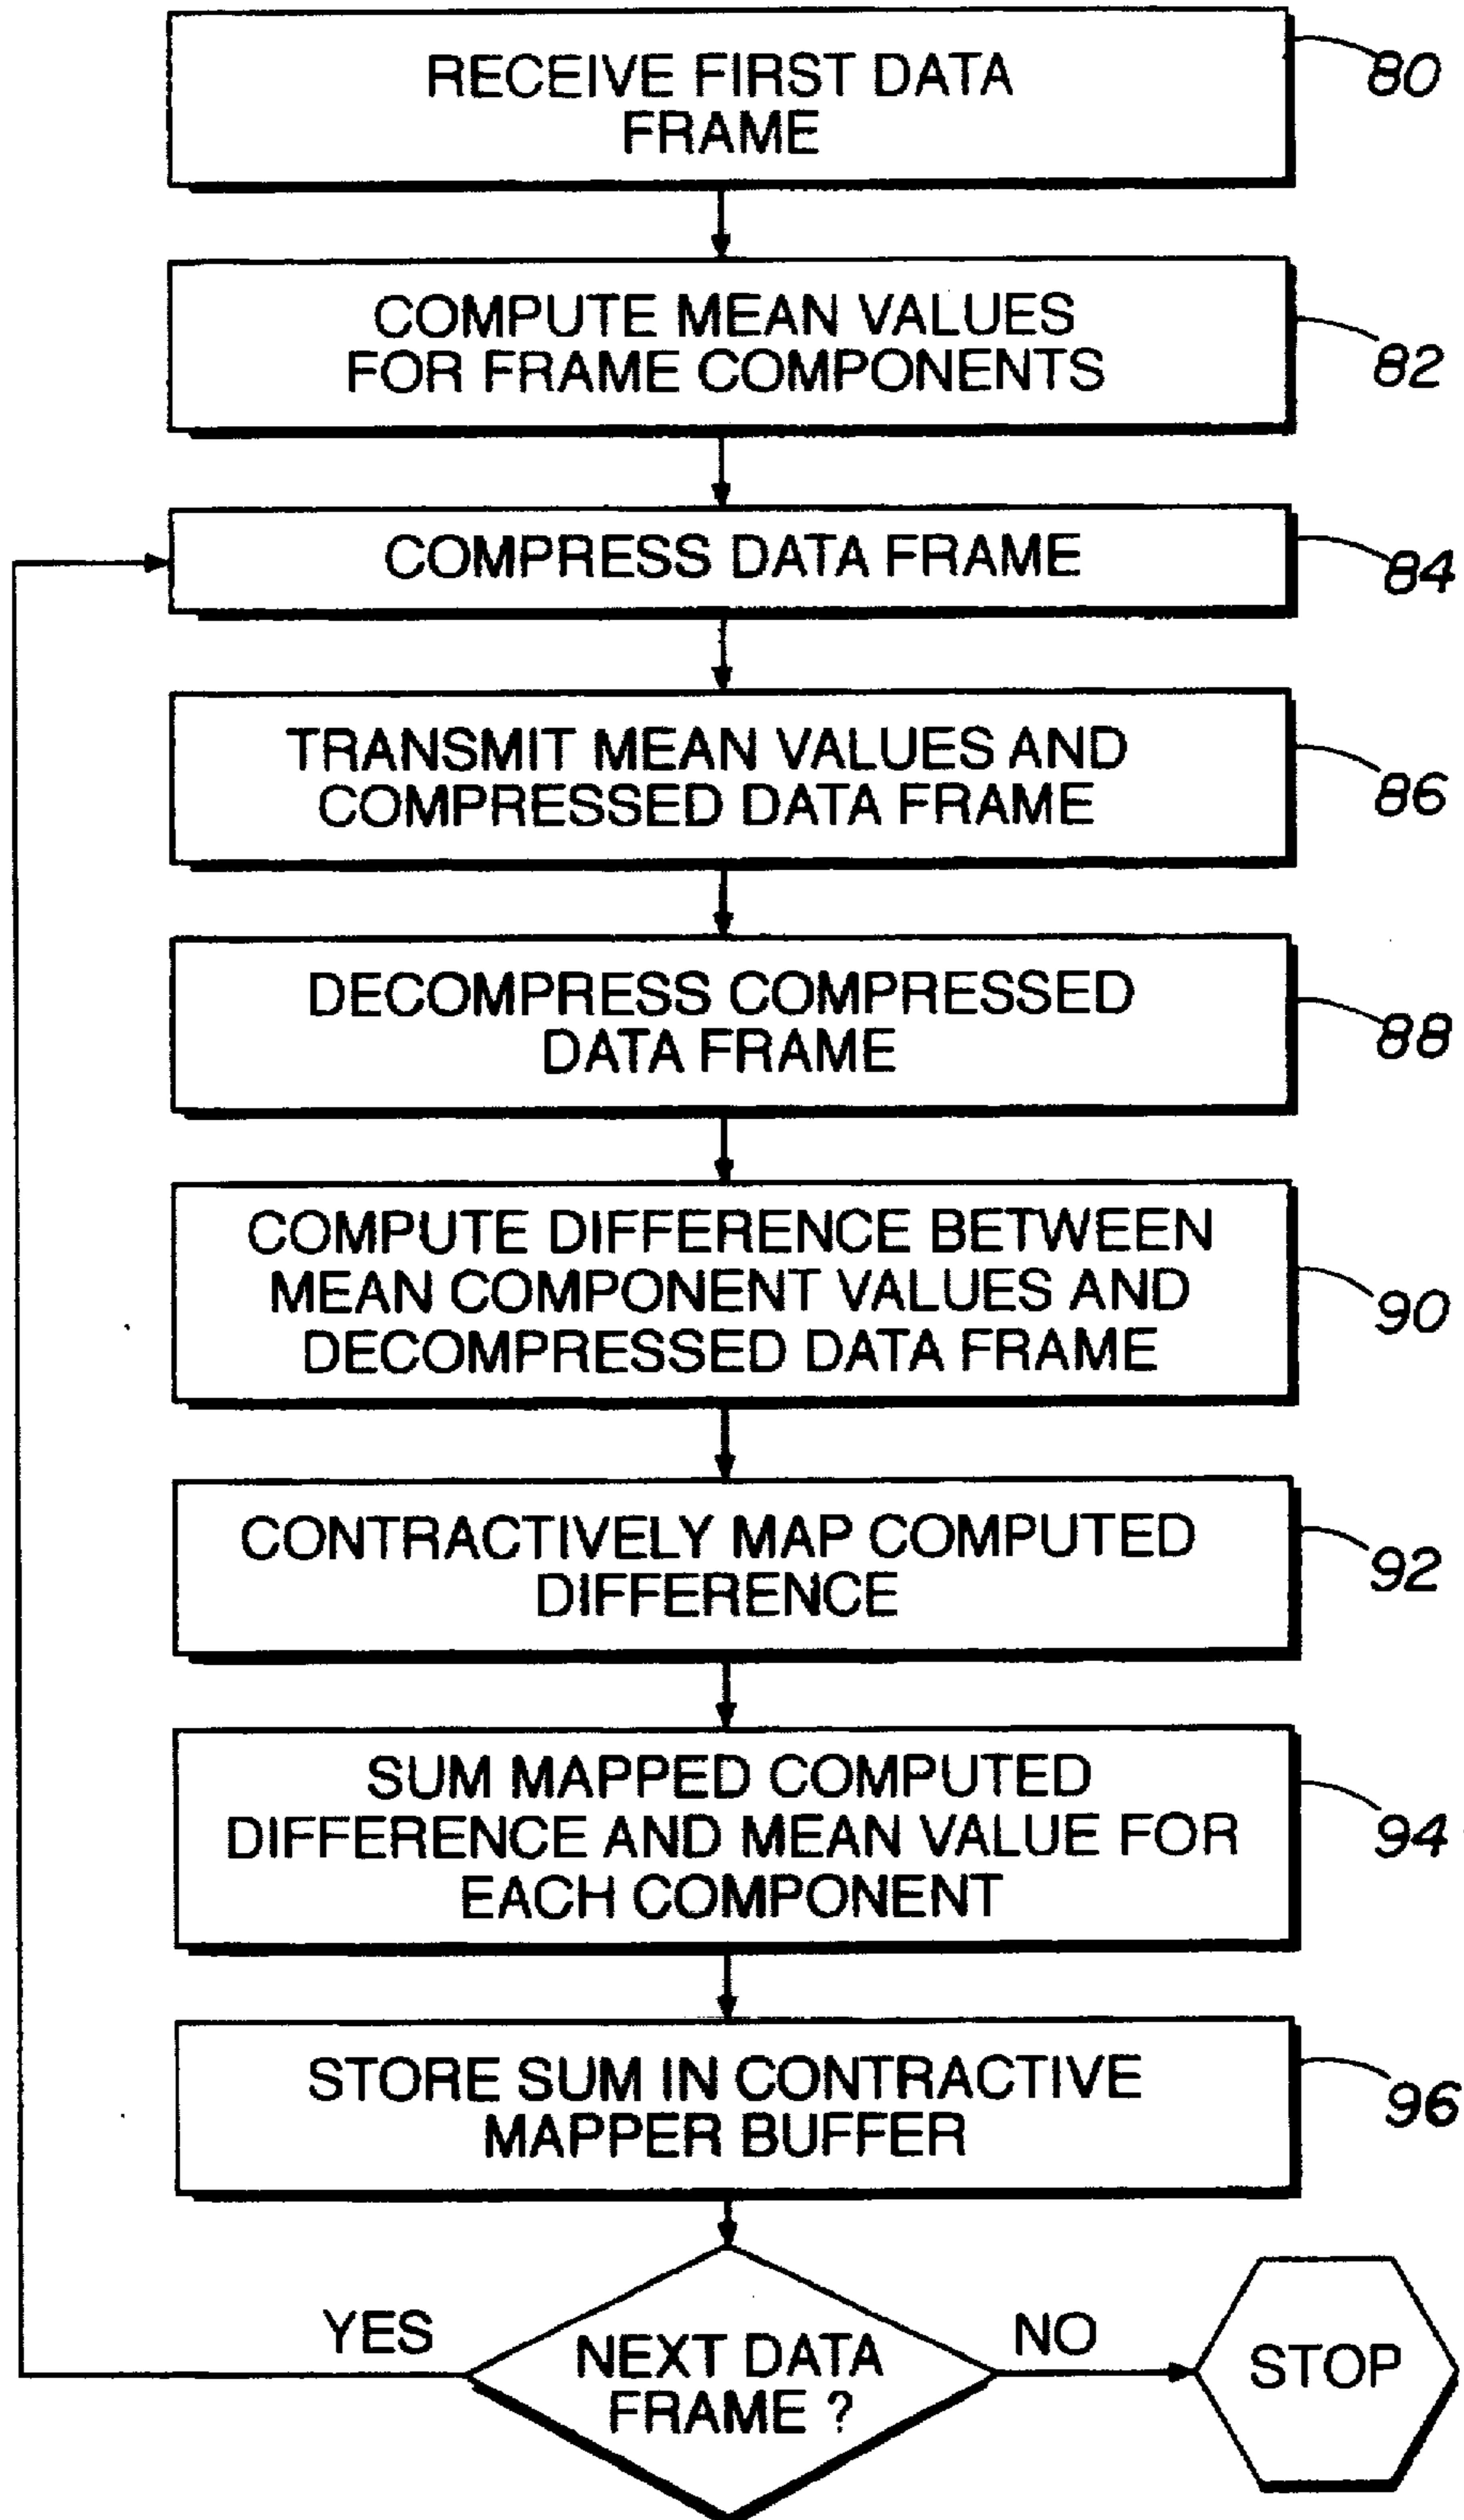 RECEIVE FIRST DATA
FRAME
80
COMPUTE MEAN VALUES
FOR FRAME COMPONENTS
82
COMPRESS DATA FRAME
84
TRANSMIT MEAN VALUES AND
COMPRESSED DATA FRAME
86
DECOMPRESS COMPRESSED
DATA FRAME
88
COMPUTE DIFFERENCE BETWEEN
MEAN COMPONENT VALUES AND
DECOMPRESSED DATA FRAME
90
CONTRACTIVELY MAP COMPUTED
DIFFERENCE
92
SUM MAPPED COMPUTED
DIFFERENCE AND MEAN VALUE FOR
EACH COMPONENT
94
STORE SUM IN CONTRACTIVE
MAPPER BUFFER
96
YES
NEXT DATA
FRAME ?
NO
STOP